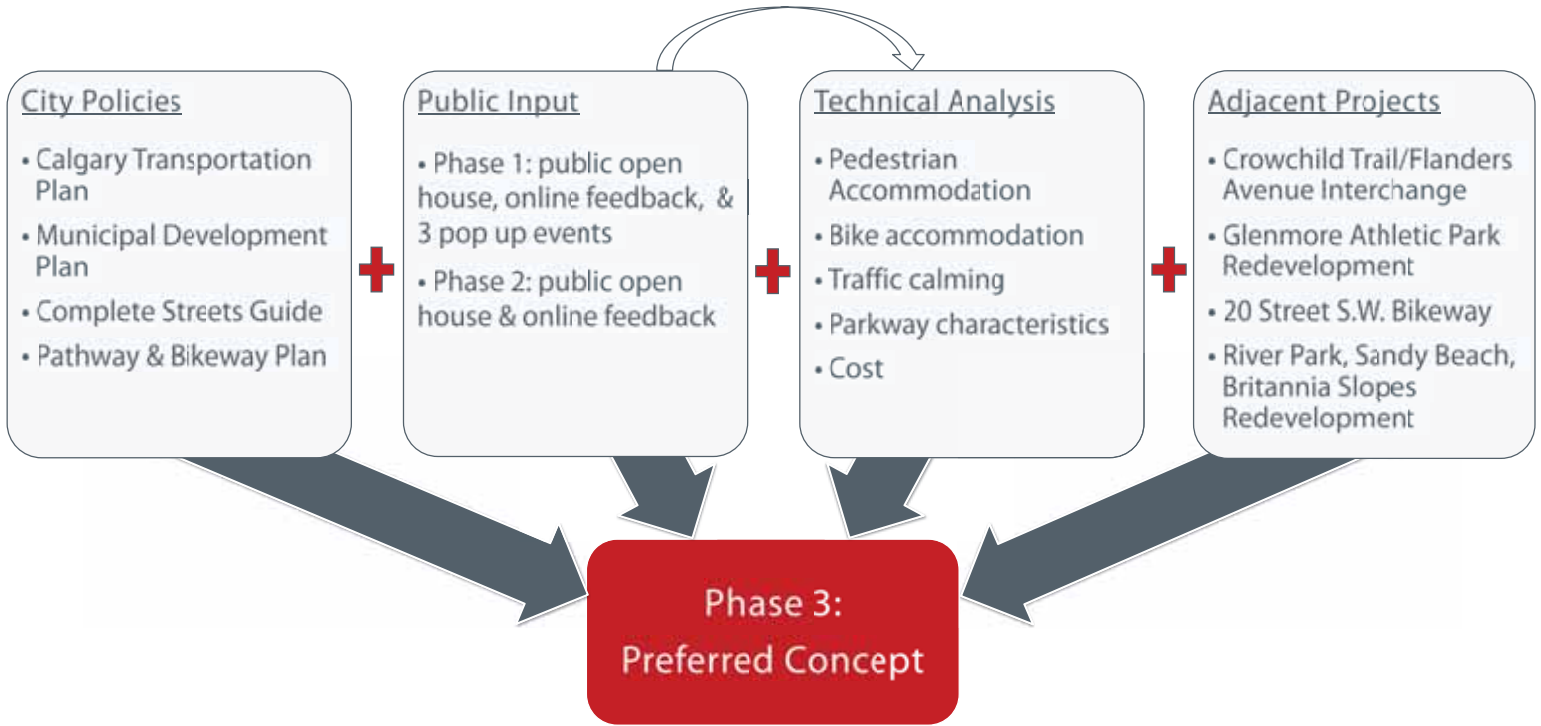 City Policies
• Calgary Transportation
Plan
• Municipal Development
Plan
• Complete Streets Guide
• Pathway & Bikeway Plan
Public Input
• Phase 1: public open
house, online feedback, &
3 pop up events
• Phase 2: public open
house & online feedback
Technical Analysis
• Pedestrian
Accommodation
• Bike accommodation
• Traffic calming
• Parkway characteristics
• Cost
Adjacent Projects
• Crowchild Trail/Flanders
Avenue Interchange
• Glenmore Athletic Park
Redevelopment
• 20 Street S.W. Bikeway
• River Park, Sandy Beach,
Britannia Slopes
Redevelopment
Phase 3:
Preferred Concept